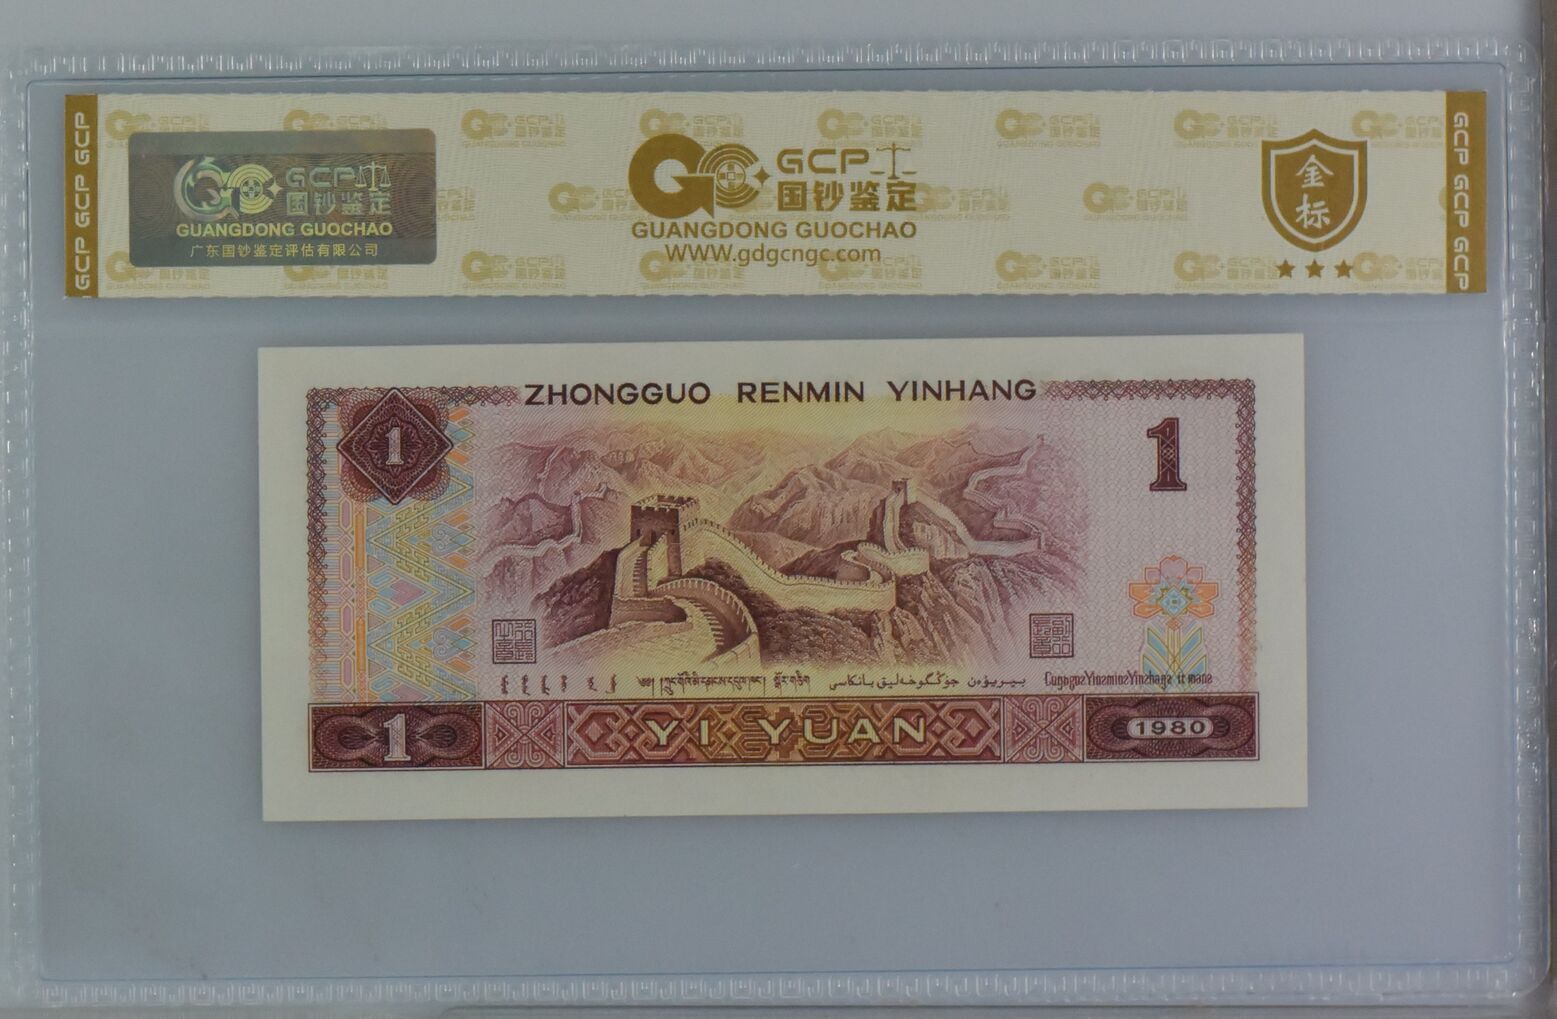 GCP GCP GCP
GCP
国钞鉴定
GUANGDONG GUOCHAO
广东国钞鉴定评估有限公司
GCP
国钞鉴定
GUANGDONG GUOCHAO
WWW.gdgcngc.com
金标
GCP GCP GCP
ZHONGGUO RENMIN YINHANG
1
1
1
YI YUAN
1980